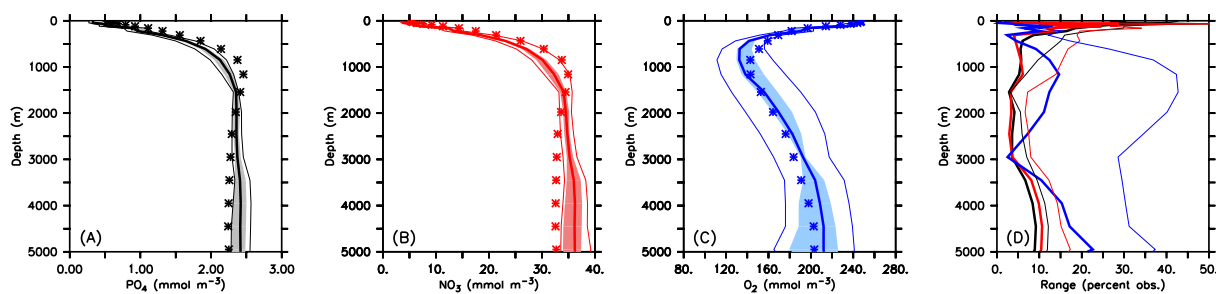 0
1000
2000
3000
4000
5000
Depth (m)
(A)
0.00 1.00 2.00 3.00
PO4 (mmol m−3)
0
1000
2000
3000
4000
5000
Depth (m)
(B)
0. 10. 20. 30. 40.
NO3 (mmol m−3)
0
1000
2000
3000
4000
5000
Depth (m)
(C)
80. 120. 160. 200. 240. 280.
O2 (mmol m−3)
0
1000
2000
3000
4000
5000
Depth (m)
(D)
0. 10. 20. 30. 40. 50.
Range (percent obs.)